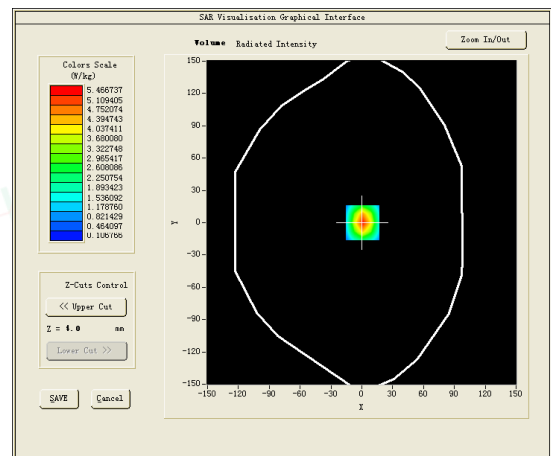 SAR Visualisation Graphical Interface
Volume Radiated Intensity
Zoom In/Out
Colors Scale
(W/kg)
5.466737
5.109405
4.752074
4.394743
4.037411
3.680080
3.322748
2.965417
2.608086
2.250754
1.893423
1.536092
1.178760
0.821429
0.464097
0.106766
Z-Cuts Control
<< Upper Cut
Z = 4.0 mm
Lower Cut >>
SAVE Cancel
150
120
90
60
30
0
-30
-60
-90
-120
-150
Y
-150 -120 -90 -60 -30 0 30 60 90 120 150
X